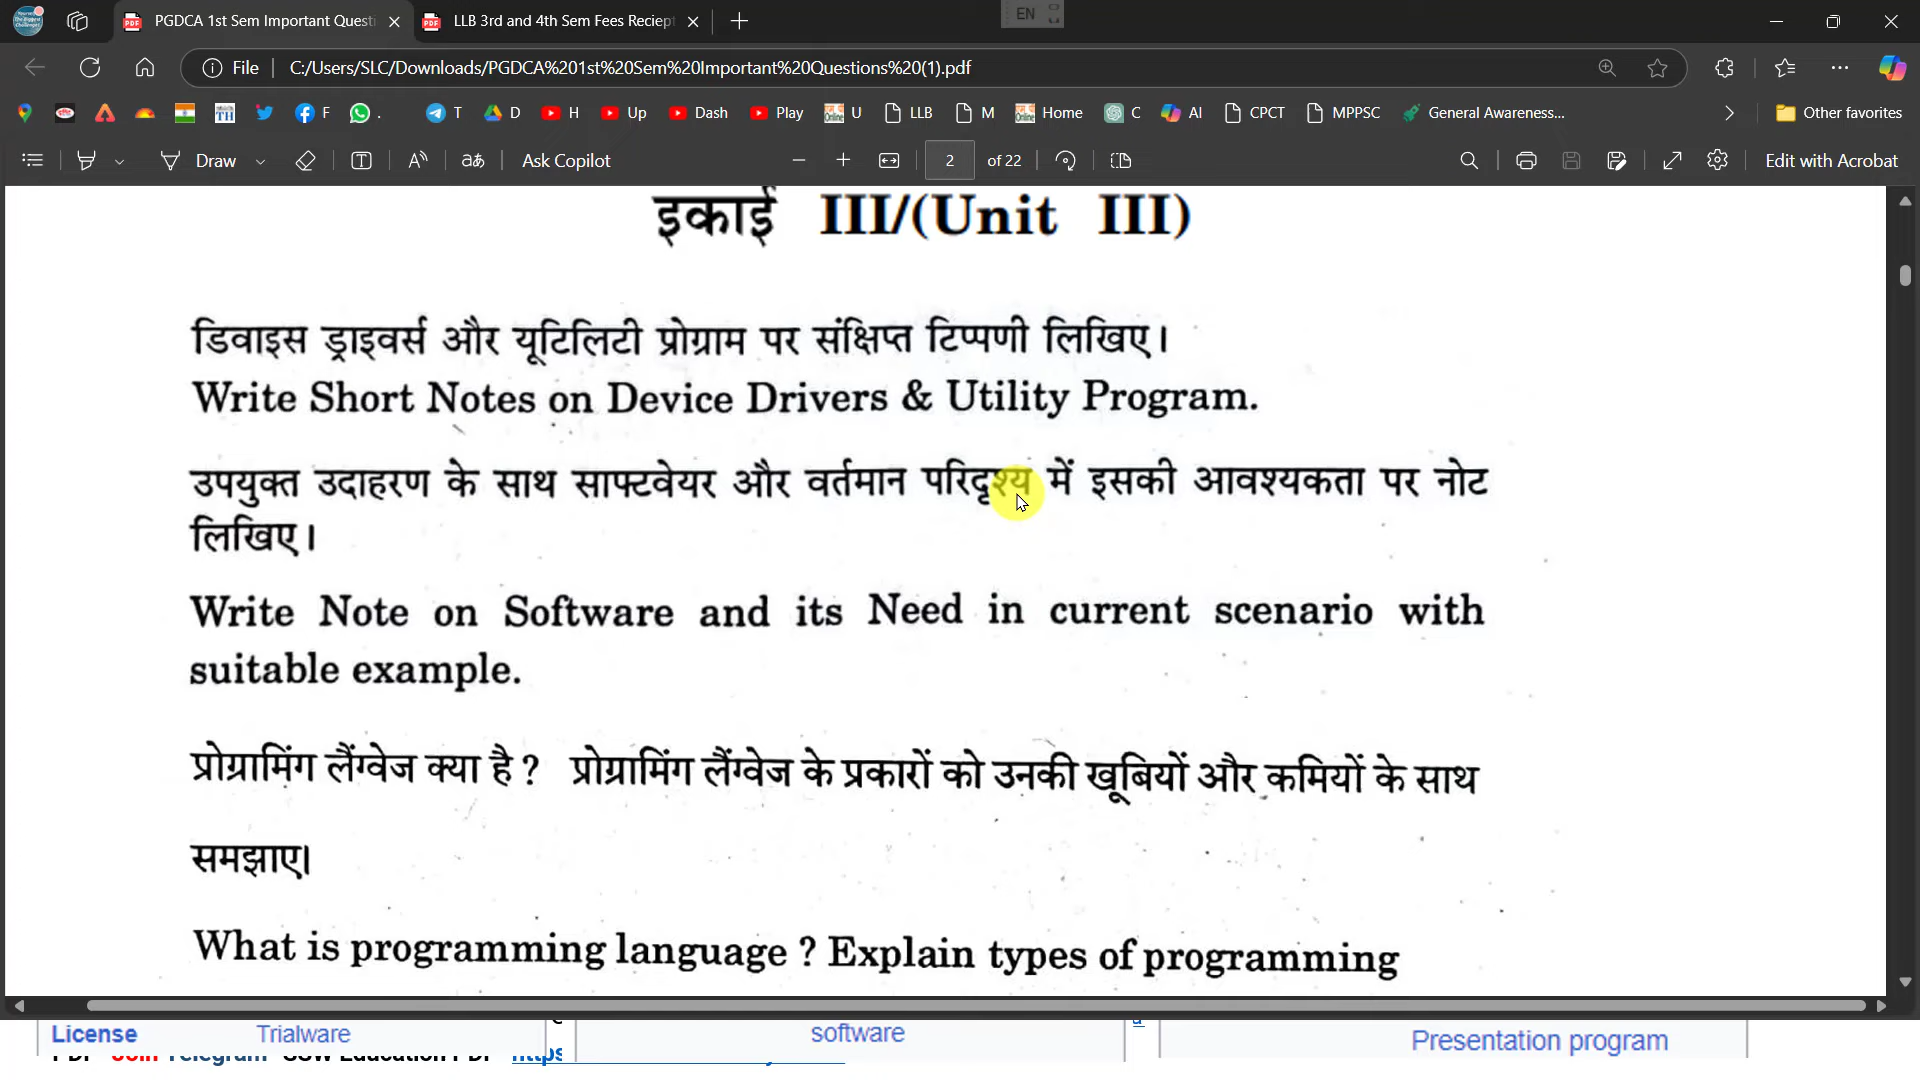 PGDCA 1st Sem Important Questi
LLB 3rd and 4th Sem Fees Reciept
EN
File
C:/Users/SLC/Downloads/PGDCA%201st%20Sem%20Important%20Questions%20(1).pdf
F
.
T
D
H
Up
Dash
Play
U
LLB
M
Home
C
AI
CPCT
MPPSC
General Awareness...
Other favorites
Draw
Ask Copilot
2 of 22
Edit with Acrobat
इकाई III/(Unit III)
डिवाइस ड्राइवर्स और यूटिलिटी प्रोग्राम पर संक्षिप्त टिप्पणी लिखिए।
Write Short Notes on Device Drivers & Utility Program.
उपयुक्त उदाहरण के साथ साफ्टवेयर और वर्तमान परिदृश्य में इसकी आवश्यकता पर नोट
लिखिए।
Write Note on Software and its Need in current scenario with
suitable example.
प्रोग्रामिंग लैंग्वेज क्या है ? प्रोग्रामिंग लैंग्वेज के प्रकारों को उनकी खूबियों और कमियों के साथ
समझाए।
What is programming language ? Explain types of programming
License Trialware software Presentation program